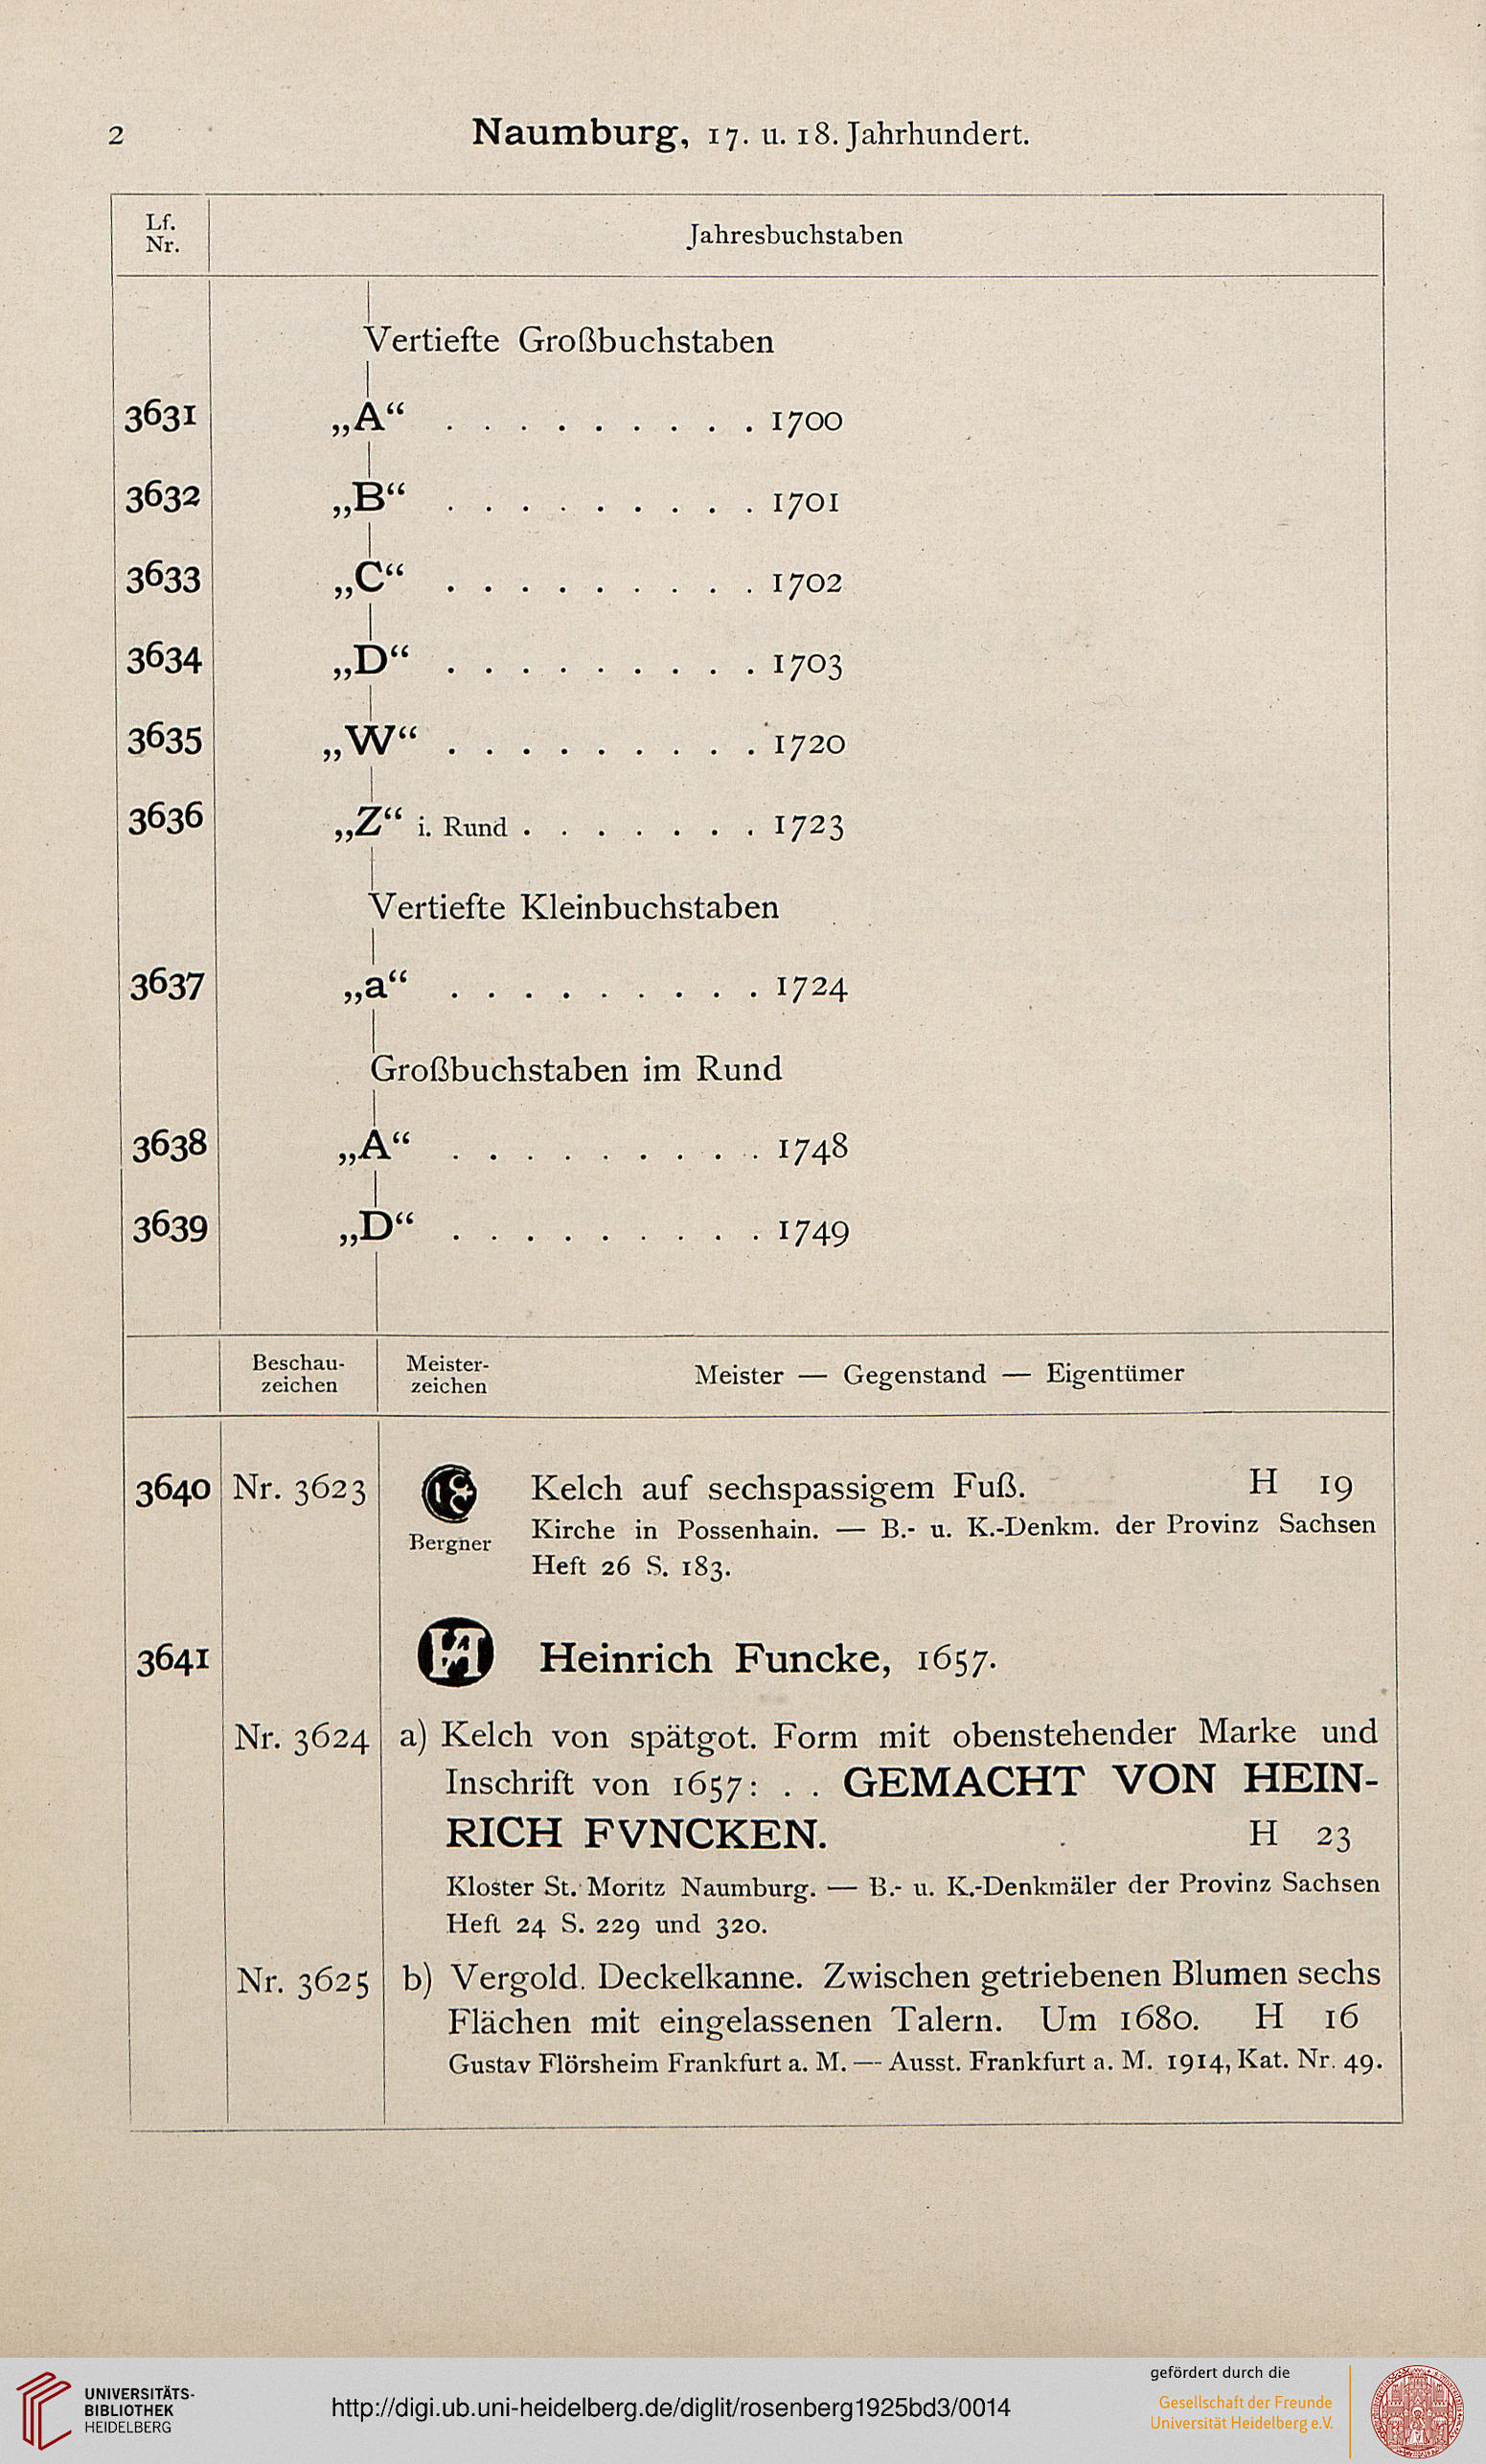 2
Naumburg, 17. u. 18. Jahrhundert.
Lf.
Nr.
Jahresbuchstaben
Vertiefte Großbuchstaben
3631 „A“ . . . . . . . . . 1700
3632 „B“ . . . . . . . . . 1701
3633 „C“ . . . . . . . . . 1702
3634 „D“ . . . . . . . . . 1703
3635 „W“ . . . . . . . . . 1720
3636 „Z“ i. Rund . . . . . . . 1723
Vertiefte Kleinbuchstaben
3637 „a“ . . . . . . . . . 1724
Großbuchstaben im Rund
3638 „A“ . . . . . . . . . 1748
3639 „D“ . . . . . . . . . 1749
Beschau-
zeichen
Meister-
zeichen
Meister — Gegenstand — Eigentümer
3640 Nr. 3623 Kelch auf sechspassigem Fuß. H 19
Bergner
Kirche in Possenhain. — B.- u. K.-Denkm. der Provinz Sachsen
Heft 26 S. 183.
3641 Heinrich Funcke, 1657.
Nr. 3624 a) Kelch von spätgot. Form mit obenstehender Marke und
Inschrift von 1657: . . GEMACHT VON HEIN-
RICH FVNCKEN. H 23
Kloster St. Moritz Naumburg. — B.- u. K.-Denkmäler der Provinz Sachsen
Heft 24 S. 229 und 320.
Nr. 3625 b) Vergold. Deckelkanne. Zwischen getriebenen Blumen sechs
Flächen mit eingelassenen Talern. Um 1680. H 16
Gustav Flörsheim Frankfurt a. M. — Ausst. Frankfurt a. M. 1914, Kat. Nr. 49.
UNIVERSITÄTS-
BIBLIOTHEK
HEIDELBERG
http://digi.ub.uni-heidelberg.de/diglit/rosenberg1925bd3/0014
gefördert durch die
Gesellschaft der Freunde
Universität Heidelberg e.V.